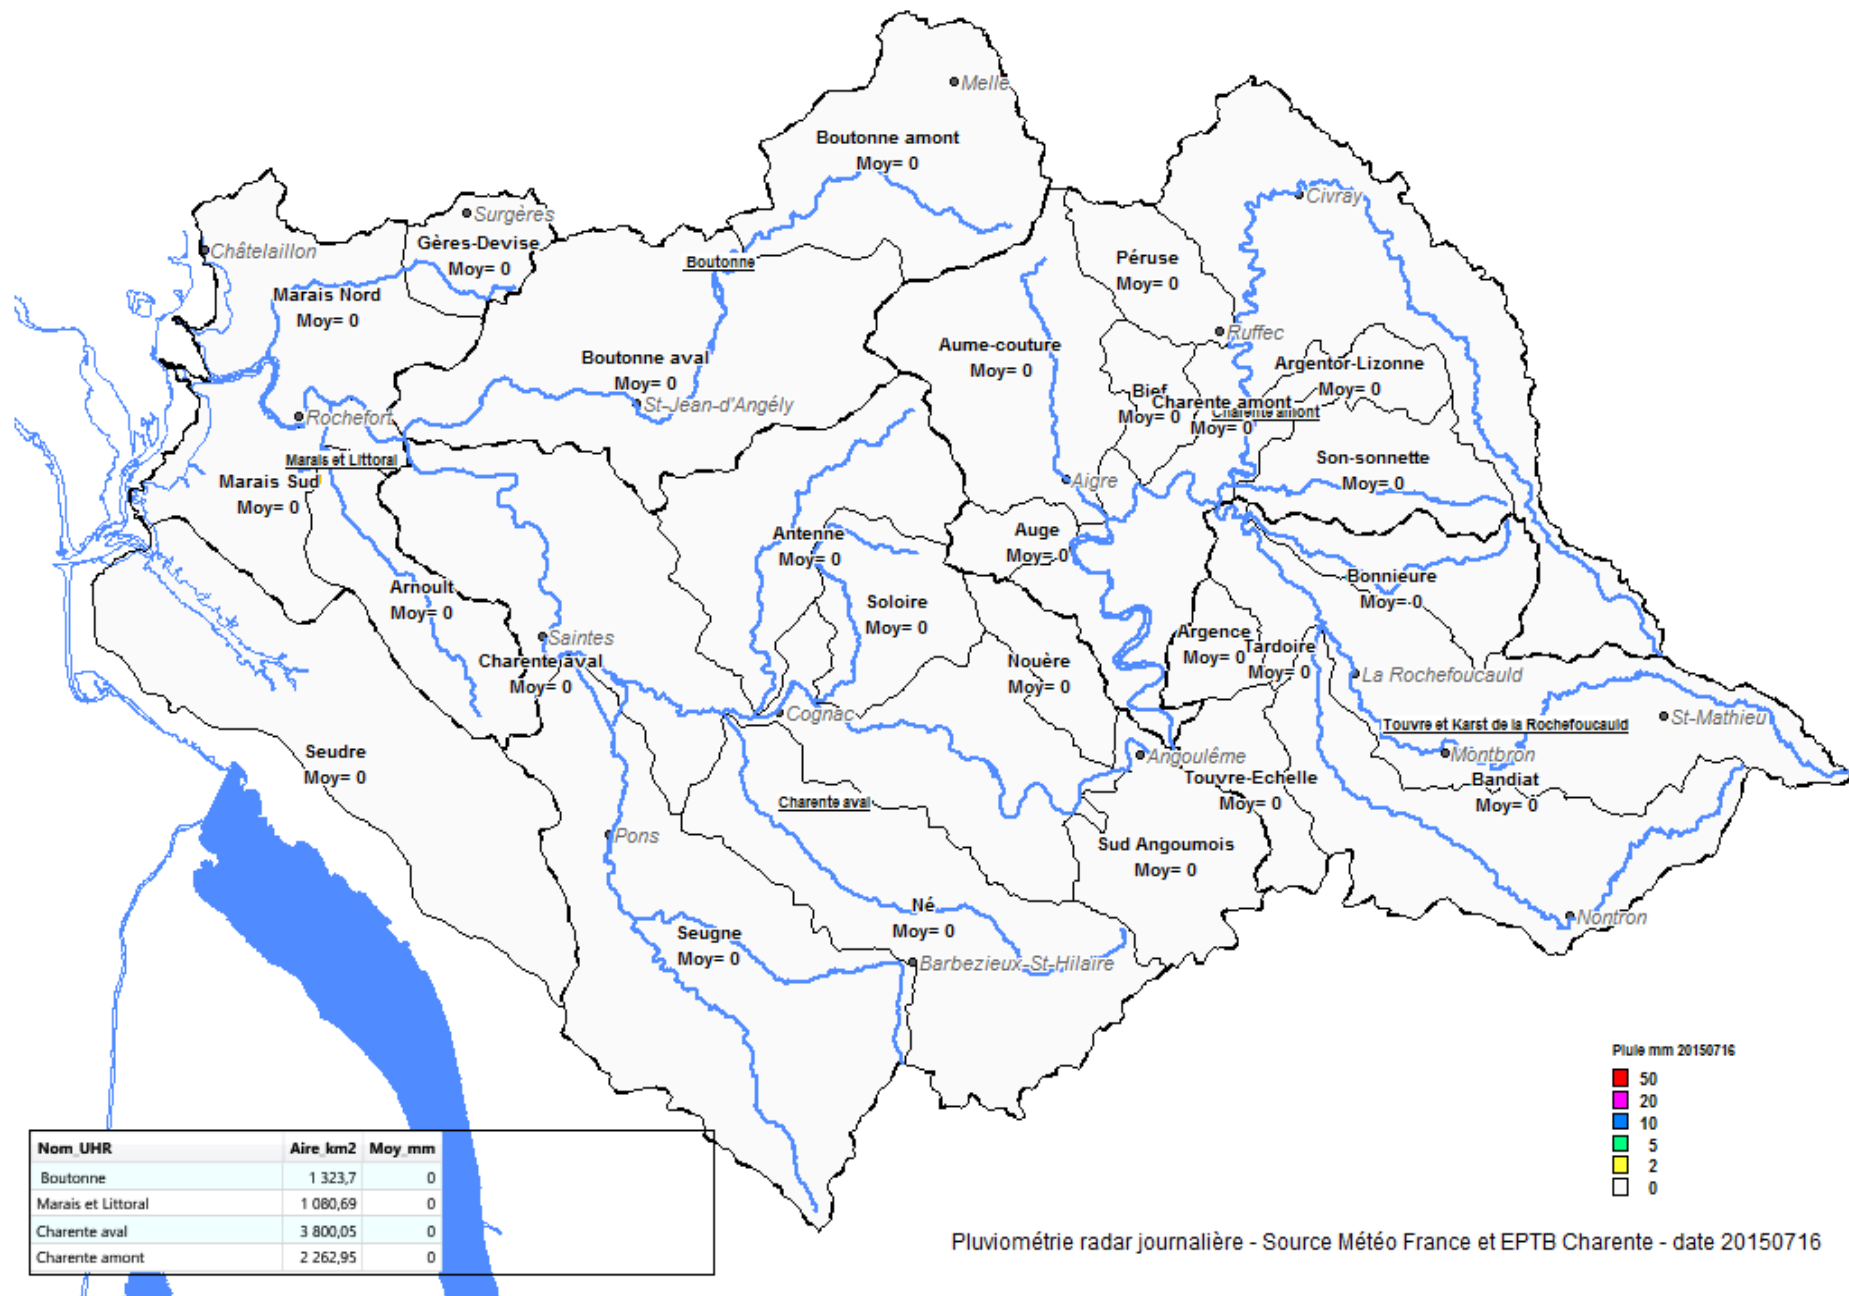 Melle
Boutonne amont
Moy= 0
Civray
Surgères
Châtelaillon
Gères-Devise
Moy= 0
Boutonne
Péruse
Moy= 0
Marais Nord
Moy= 0
Ruffec
Aume-couture
Moy= 0
Boutonne aval
Moy= 0
Argentor-Lizonne
Moy= 0
Bief
Moy= 0
Charente amont
Moy= 0
Charente amont
St-Jean-d'Angély
Rochefort
Marais et Littoral
Marais Sud
Moy= 0
Son-sonnette
Moy= 0
Aigre
Antenne
Moy= 0
Auge
Moy= 0
Arnoult
Moy= 0
Bonnieure
Moy= 0
Soloire
Moy= 0
Saintes
Argence
Moy= 0
Tardoire
Moy= 0
Charente aval
Moy= 0
Nouère
Moy= 0
La Rochefoucauld
Cognac
Touvre et Karst de la Rochefoucauld
St-Mathieu
Seudre
Moy= 0
Angoulême
Montbron
Touvre-Echelle
Moy= 0
Bandiat
Moy= 0
Charente aval
Pons
Sud Angoumois
Moy= 0
Né
Moy= 0
Nontron
Seugne
Moy= 0
Barbezieux-St-Hilaire
Pluie mm 20150716
50
20
10
5
2
0
Nom_UHR Aire_km2 Moy_mm
Boutonne 1 323,7 0
Marais et Littoral 1 080,69 0
Charente aval 3 800,05 0
Charente amont 2 262,95 0
Pluviométrie radar journalière - Source Météo France et EPTB Charente - date 20150716